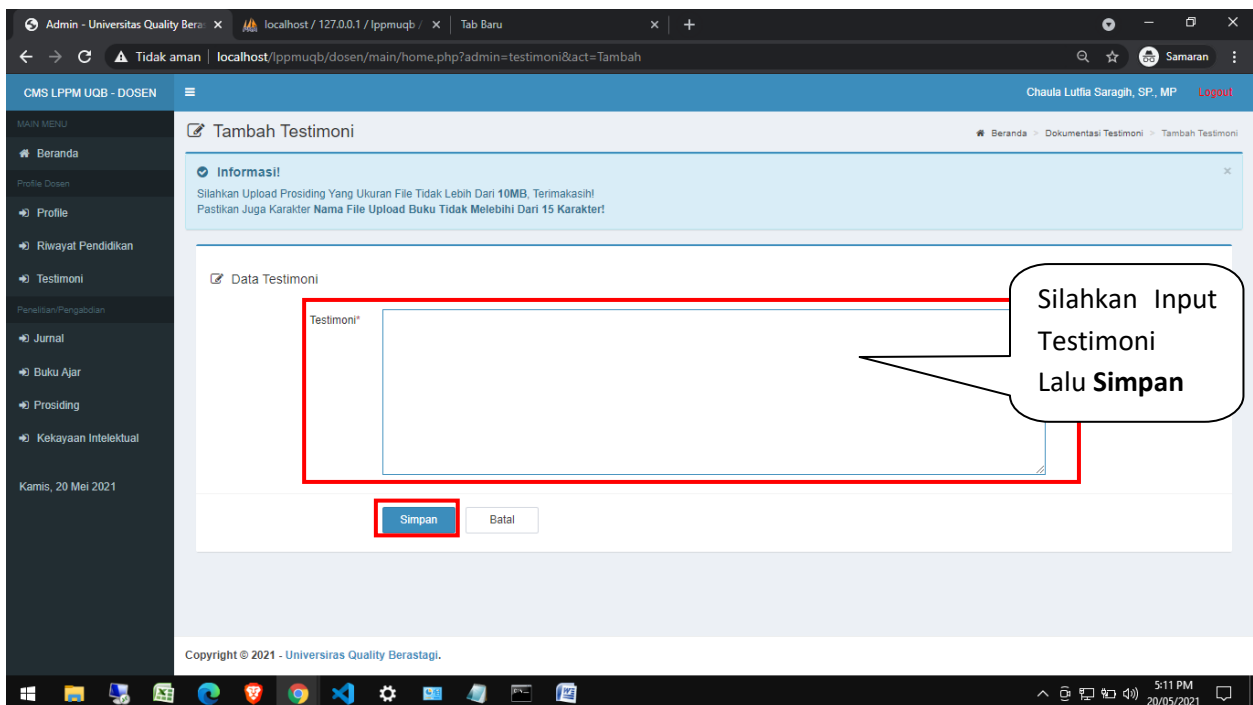 Admin - Universitas Quality Beras
localhost / 127.0.0.1 / lppmuqb /
Tab Baru
Tidak aman | localhost/lppmuqb/dosen/main/home.php?admin=testimoni&act=Tambah
Samaran
CMS LPPM UQB - DOSEN
Chaula Lutfia Saragih, SP., MP
Logout
MAIN MENU
Beranda
Profile Dosen
Profile
Riwayat Pendidikan
Testimoni
Penelitian/Pengabdian
Jurnal
Buku Ajar
Prosiding
Kekayaan Intelektual
Kamis, 20 Mei 2021
Tambah Testimoni
Beranda > Dokumentasi Testimoni > Tambah Testimoni
Informasi!
Silahkan Upload Prosiding Yang Ukuran File Tidak Lebih Dari 10MB, Terimakasih!
Pastikan Juga Karakter Nama File Upload Buku Tidak Melebihi Dari 15 Karakter!
Data Testimoni
Testimoni*
Silahkan Input
Testimoni
Lalu Simpan
Simpan
Batal
Copyright © 2021 - Universiras Quality Berastagi.
5:11 PM
20/05/2021